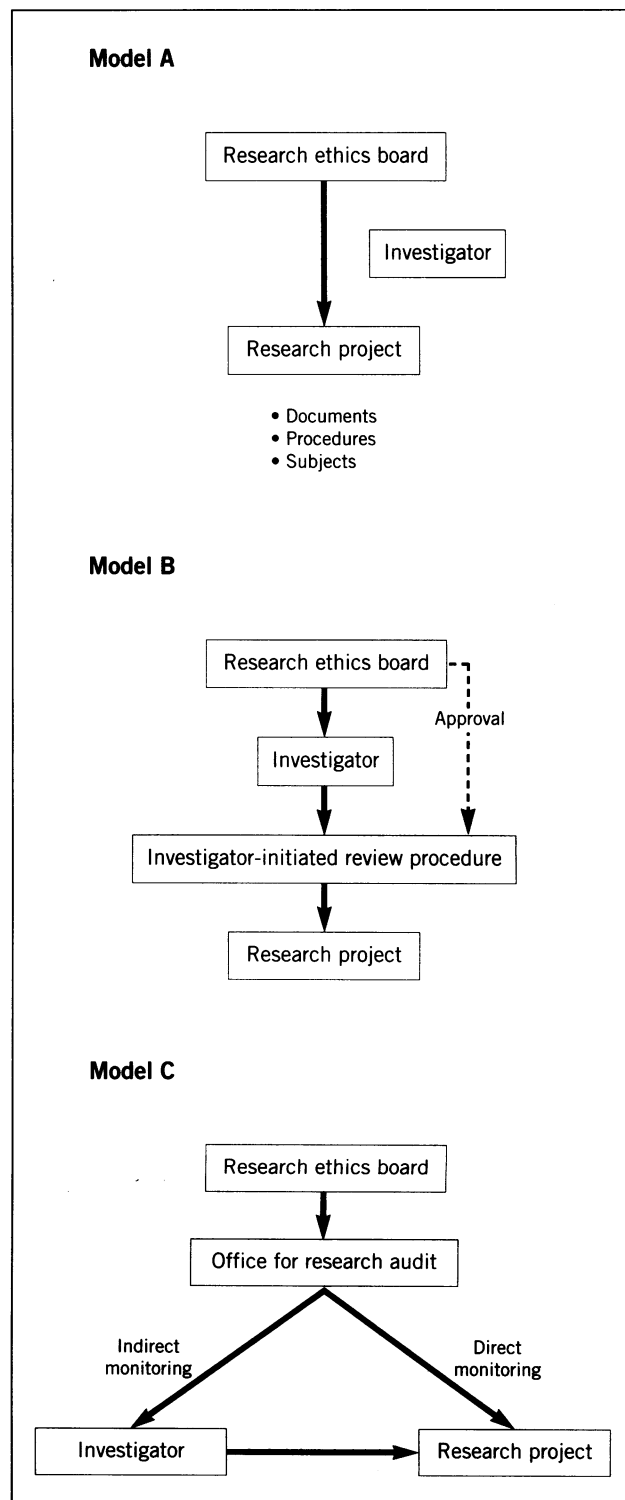 Model A
Research ethics board
Investigator
Research project
• Documents
• Procedures
• Subjects
Model B
Research ethics board
Approval
Investigator
Investigator-initiated review procedure
Research project
Model C
Research ethics board
Office for research audit
Indirect
monitoring
Direct
monitoring
Investigator
Research project